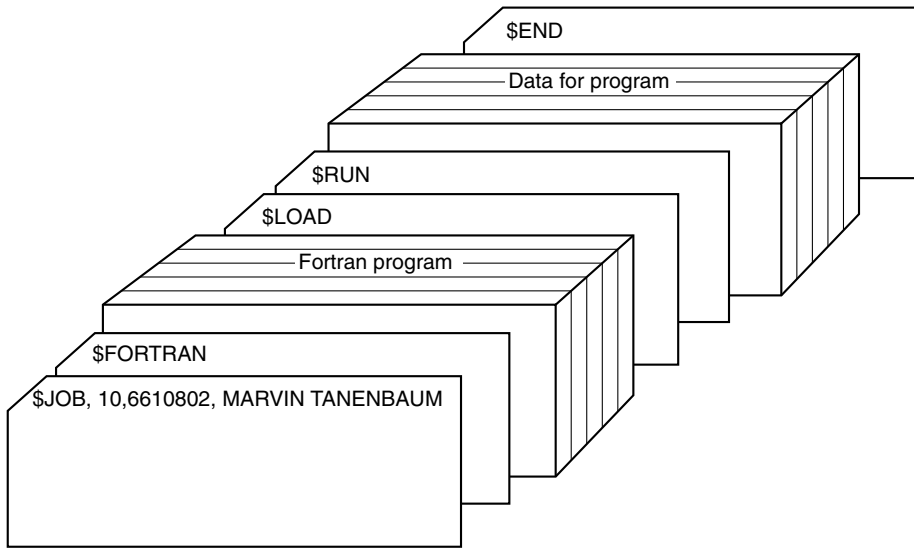 $END
Data for program
$RUN
$LOAD
Fortran program
$FORTRAN
$JOB, 10,6610802, MARVIN TANENBAUM